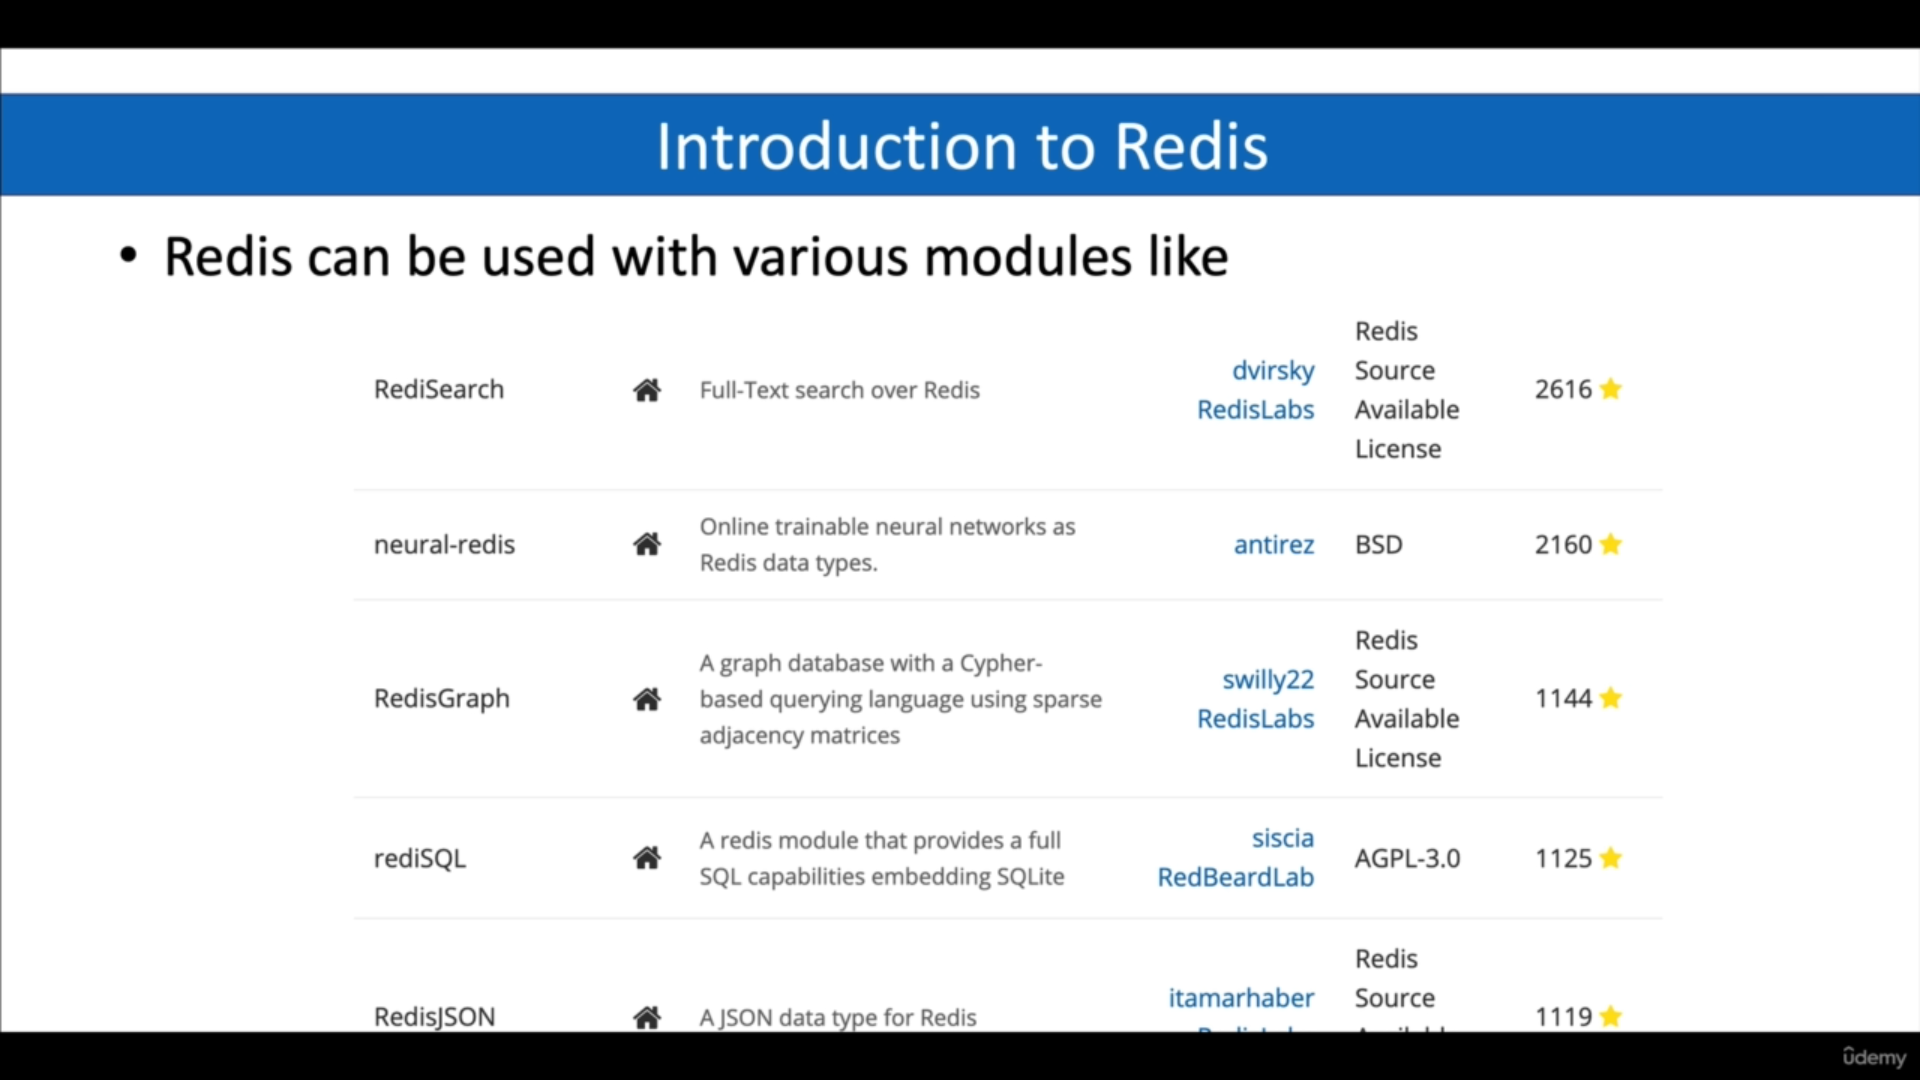 Introduction to Redis
• Redis can be used with various modules like
RediSearch
Full-Text search over Redis
dvirsky
RedisLabs
Redis
Source
Available
License
2616
neural-redis
Online trainable neural networks as
Redis data types.
antirez
BSD
2160
RedisGraph
A graph database with a Cypher-
based querying language using sparse
adjacency matrices
swilly22
RedisLabs
Redis
Source
Available
License
1144
rediSQL
A redis module that provides a full
SQL capabilities embedding SQLite
siscia
RedBeardLab
AGPL-3.0
1125
RedisJSON
A JSON data type for Redis
itamarhaber
Redis
Source
1119
udemy